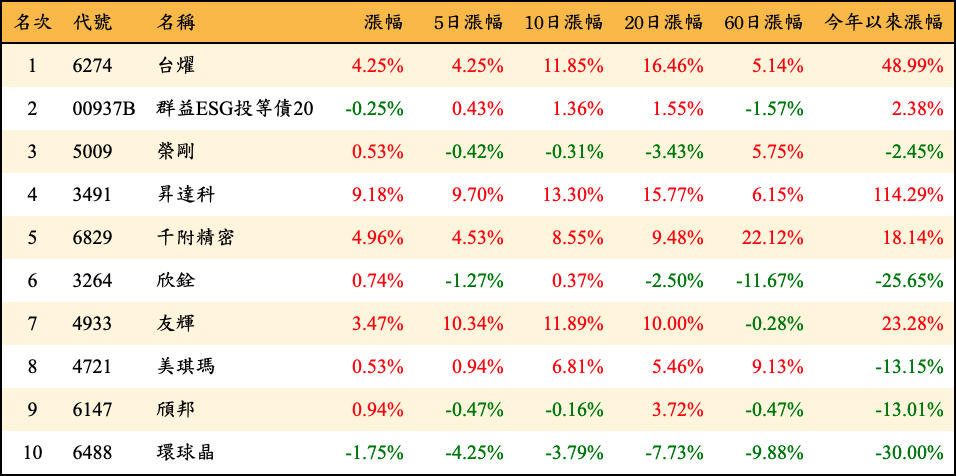 名次 代號 名稱 漲幅 5日漲幅 10日漲幅 20日漲幅 60日漲幅 今年以來漲幅
1 6274 台燿 4.25% 4.25% 11.85% 16.46% 5.14% 48.99%
2 00937B 群益ESG投等債20 -0.25% 0.43% 1.36% 1.55% -1.57% 2.38%
3 5009 榮剛 0.53% -0.42% -0.31% -3.43% 5.75% -2.45%
4 3491 昇達科 9.18% 9.70% 13.30% 15.77% 6.15% 114.29%
5 6829 千附精密 4.96% 4.53% 8.55% 9.48% 22.12% 18.14%
6 3264 欣銓 0.74% -1.27% 0.37% -2.50% -11.67% -25.65%
7 4933 友輝 3.47% 10.34% 11.89% 10.00% -0.28% 23.28%
8 4721 美琪瑪 0.53% 0.94% 6.81% 5.46% 9.13% -13.15%
9 6147 頎邦 0.94% -0.47% -0.16% 3.72% -0.47% -13.01%
10 6488 環球晶 -1.75% -4.25% -3.79% -7.73% -9.88% -30.00%